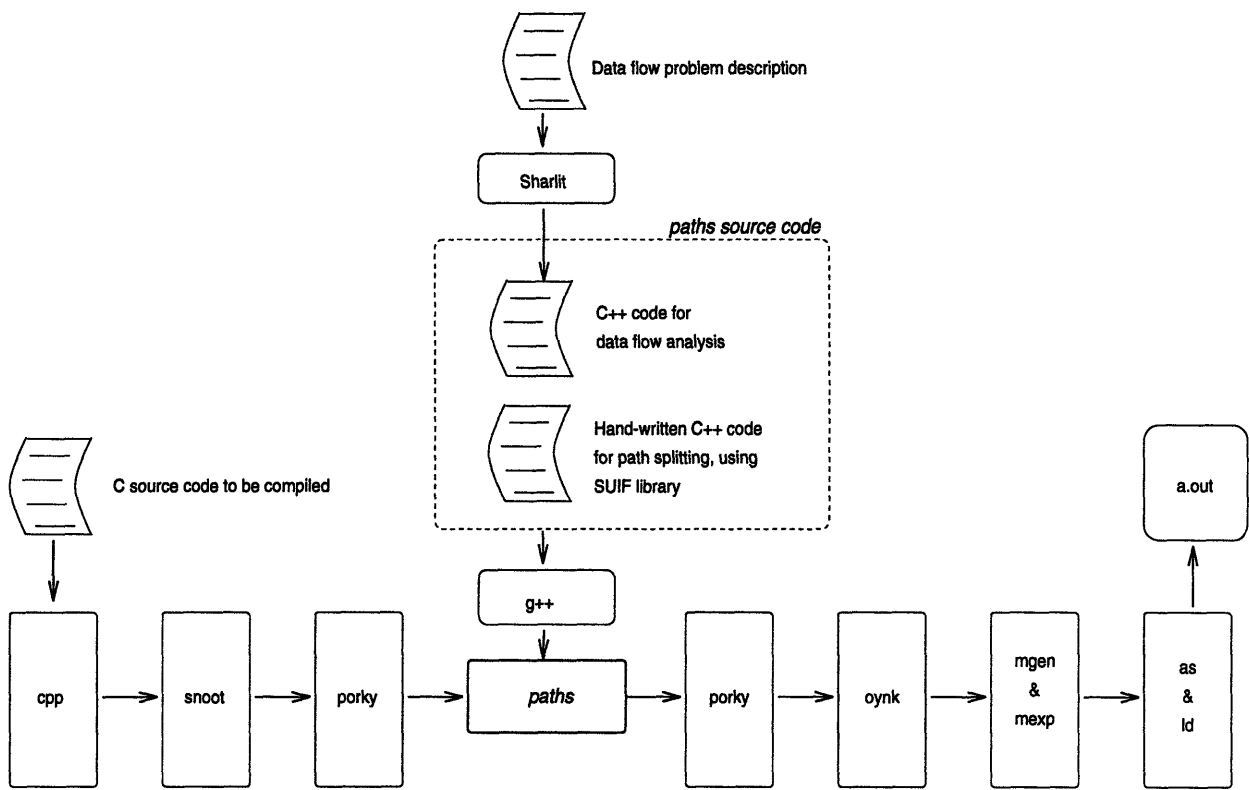 Data flow problem description
Sharlit
paths source code
C++ code for
data flow analysis
Hand-written C++ code
for path splitting, using
SUIF library
C source code to be compiled
a.out
g++
cpp
snoot
porky
paths
porky
oynk
mgen
&
mexp
as
&
ld